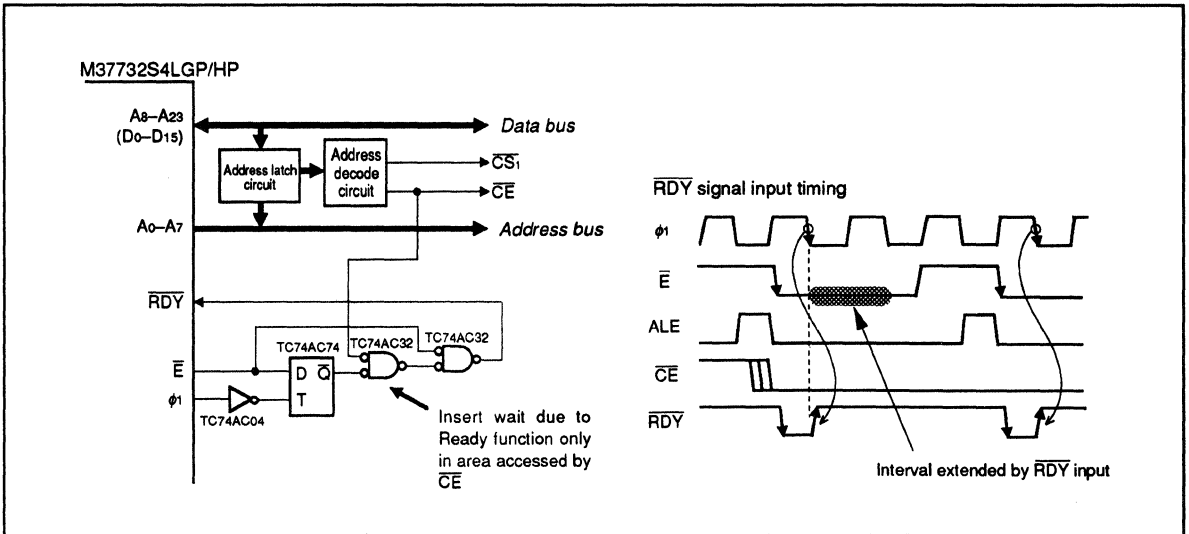 M37732S4LGP/HP
A8–A23
(D0–D15)
Data bus
Address latch
circuit
Address
decode
circuit
CS1
CE
A0–A7
Address bus
RDY
TC74AC74
TC74AC32
TC74AC32
E
D Q
ϕ1
T
TC74AC04
Insert wait due to
Ready function only
in area accessed by
CE
RDY signal input timing
ϕ1
E
ALE
CE
RDY
Interval extended by RDY input